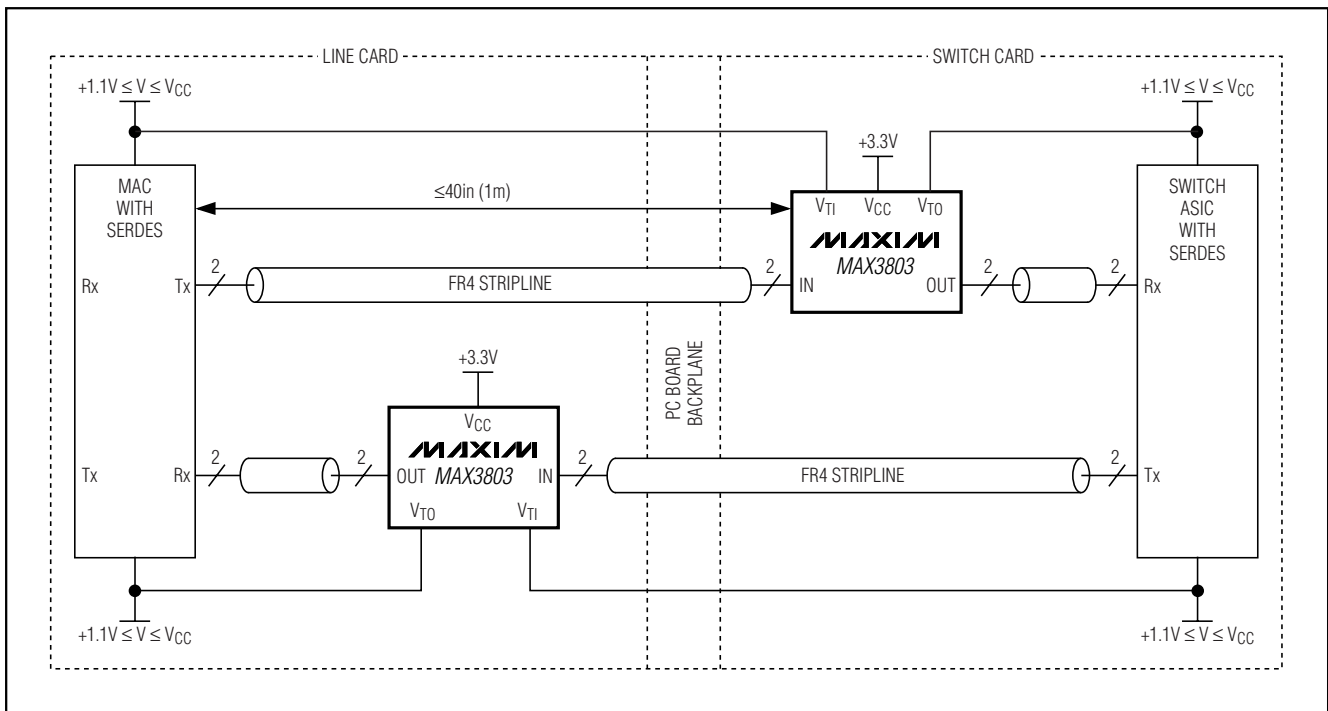 LINE CARD
SWITCH CARD
+1.1V ≤ V ≤ VCC
+1.1V ≤ V ≤ VCC
+3.3V
MAC
WITH
SERDES
≤40in (1m)
VTI VCC VTO
MAXIM
MAX3803
SWITCH
ASIC
WITH
SERDES
Rx Tx 2 FR4 STRIPLINE 2 IN OUT 2 2 Rx
+3.3V
PC BOARD
BACKPLANE
VCC
MAXIM
Tx Rx 2 2 OUT MAX3803 IN 2 FR4 STRIPLINE 2 Tx
VTO VTI
+1.1V ≤ V ≤ VCC
+1.1V ≤ V ≤ VCC